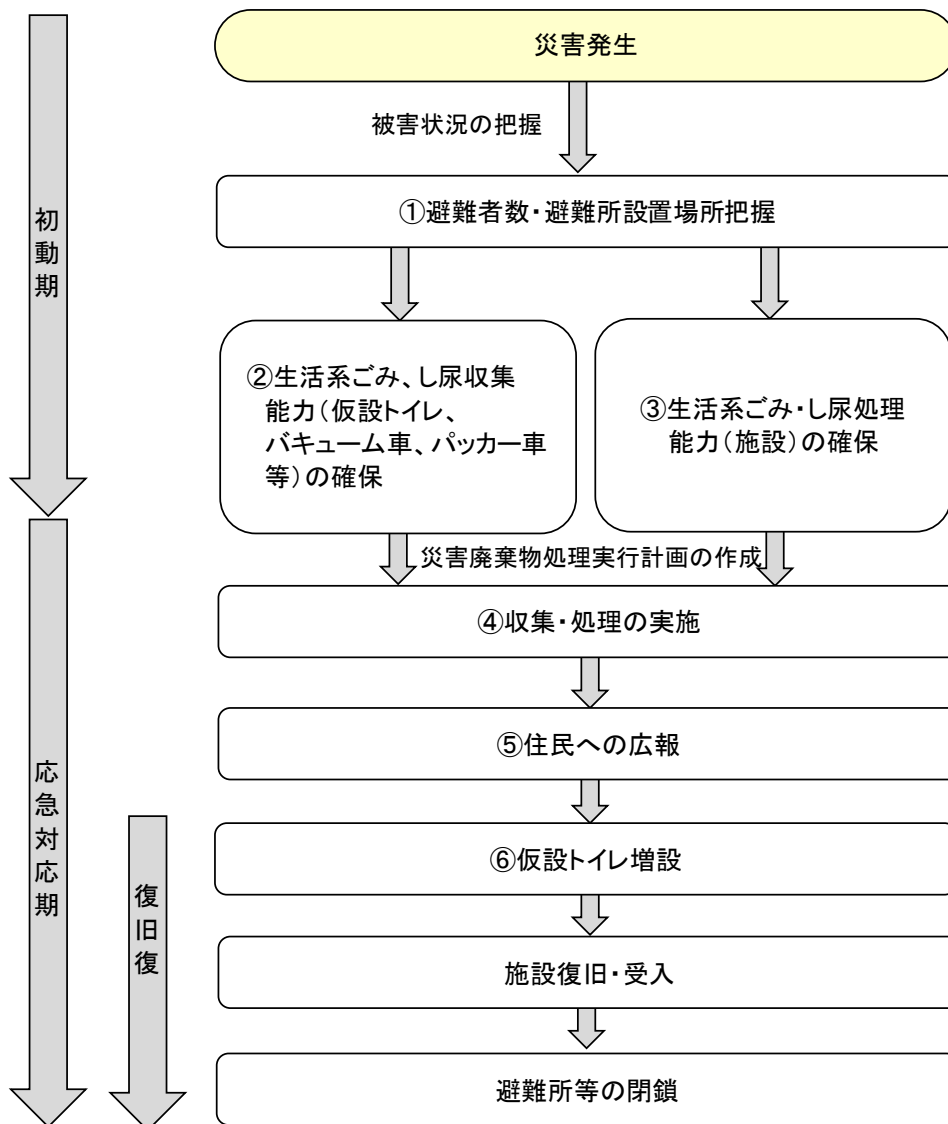 災害発生
被害状況の把握
①避難者数・避難所設置場所把握
初動期
②生活系ごみ、し尿収集
能力（仮設トイレ、
バキューム車、パッカー車
等）の確保
③生活系ごみ・し尿処理
能力（施設）の確保
災害廃棄物処理実行計画の作成
④収集・処理の実施
⑤住民への広報
応急対応期
⑥仮設トイレ増設
復旧復
施設復旧・受入
避難所等の閉鎖